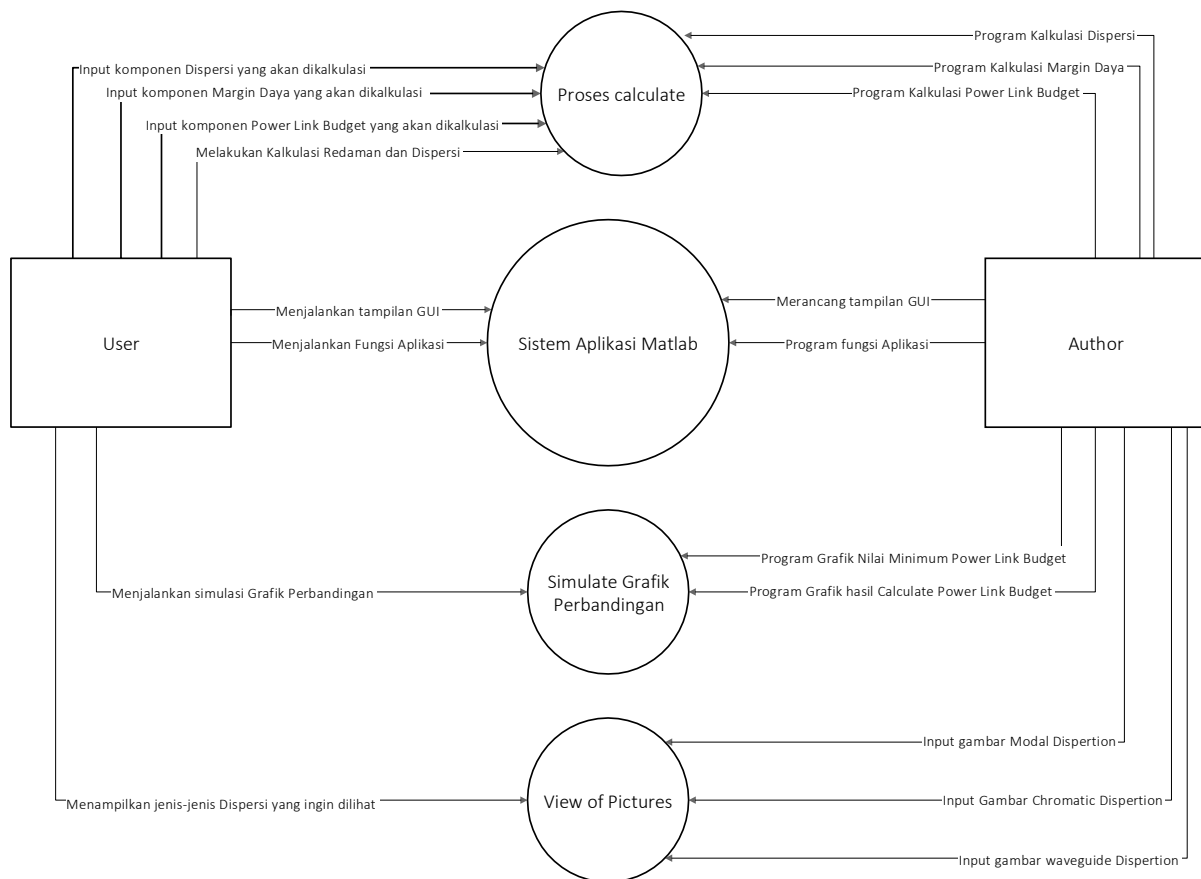 Program Kalkulasi Dispersi
Input komponen Dispersi yang akan dikalkulasi
Program Kalkulasi Margin Daya
Input komponen Margin Daya yang akan dikalkulasi
Proses calculate
Program Kalkulasi Power Link Budget
Input komponen Power Link Budget yang akan dikalkulasi
Melakukan Kalkulasi Redaman dan Dispersi
Menjalankan tampilan GUI
Merancang tampilan GUI
User
Menjalankan Fungsi Aplikasi
Sistem Aplikasi Matlab
Program fungsi Aplikasi
Author
Program Grafik Nilai Minimum Power Link Budget
Menjalankan simulasi Grafik Perbandingan
Simulate Grafik
Perbandingan
Program Grafik hasil Calculate Power Link Budget
Input gambar Modal Dispertion
Menampilkan jenis-jenis Dispersi yang ingin dilihat
View of Pictures
Input Gambar Chromatic Dispertion
Input gambar waveguide Dispertion